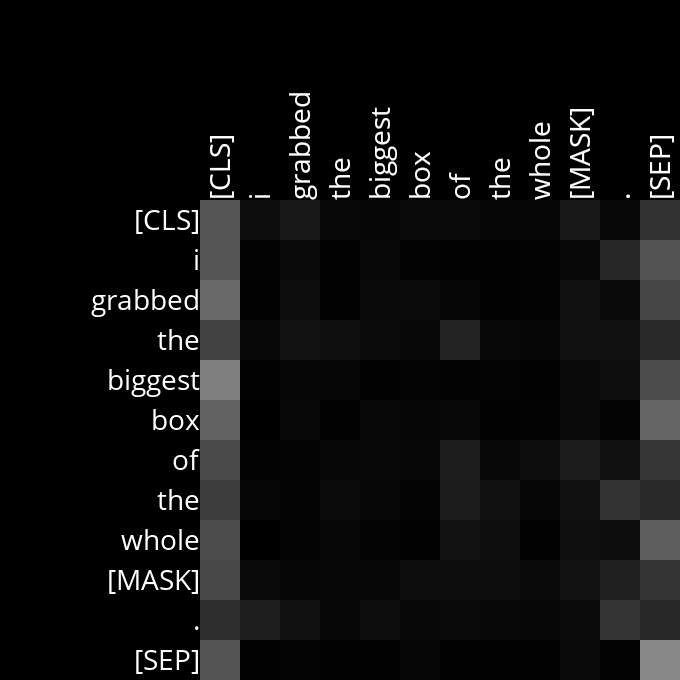 [CLS] i grabbed the biggest box of the whole [MASK] . [SEP]
[CLS]
i
grabbed
the
biggest
box
of
the
whole
[MASK]
.
[SEP]